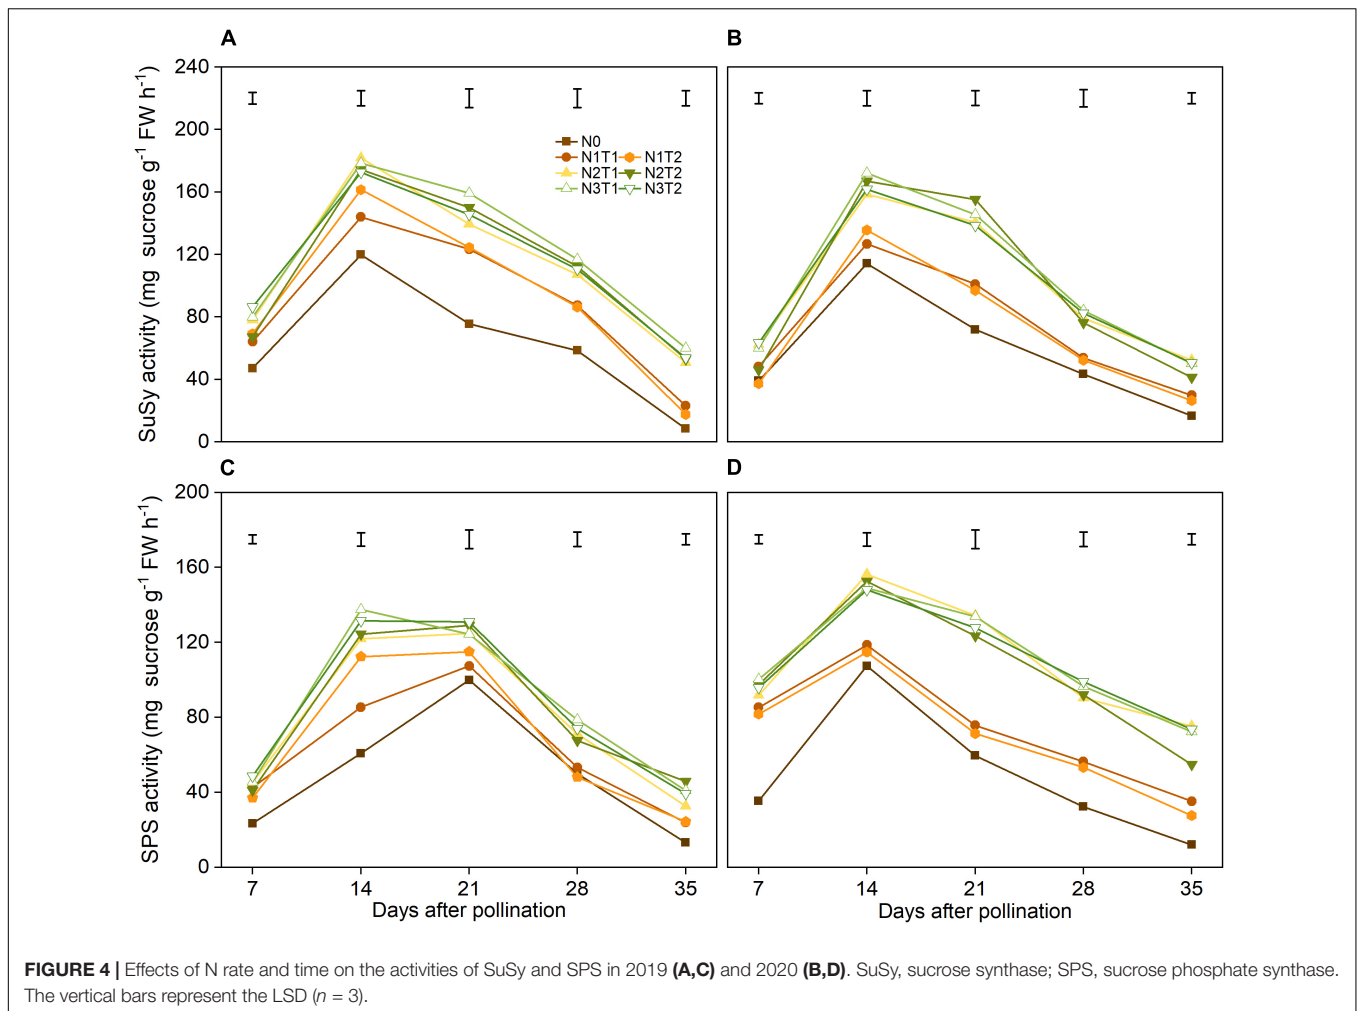 A
B
240
200
160
120
80
40
0
SuSy activity (mg sucrose g-1 FW h-1)
N0
N1T1 N1T2
N2T1 N2T2
N3T1 N3T2
C
D
200
160
120
80
40
0
SPS activity (mg sucrose g-1 FW h-1)
7 14 21 28 35
7 14 21 28 35
Days after pollination
Days after pollination
FIGURE 4 | Effects of N rate and time on the activities of SuSy and SPS in 2019 (A,C) and 2020 (B,D). SuSy, sucrose synthase; SPS, sucrose phosphate synthase.
The vertical bars represent the LSD (n = 3).